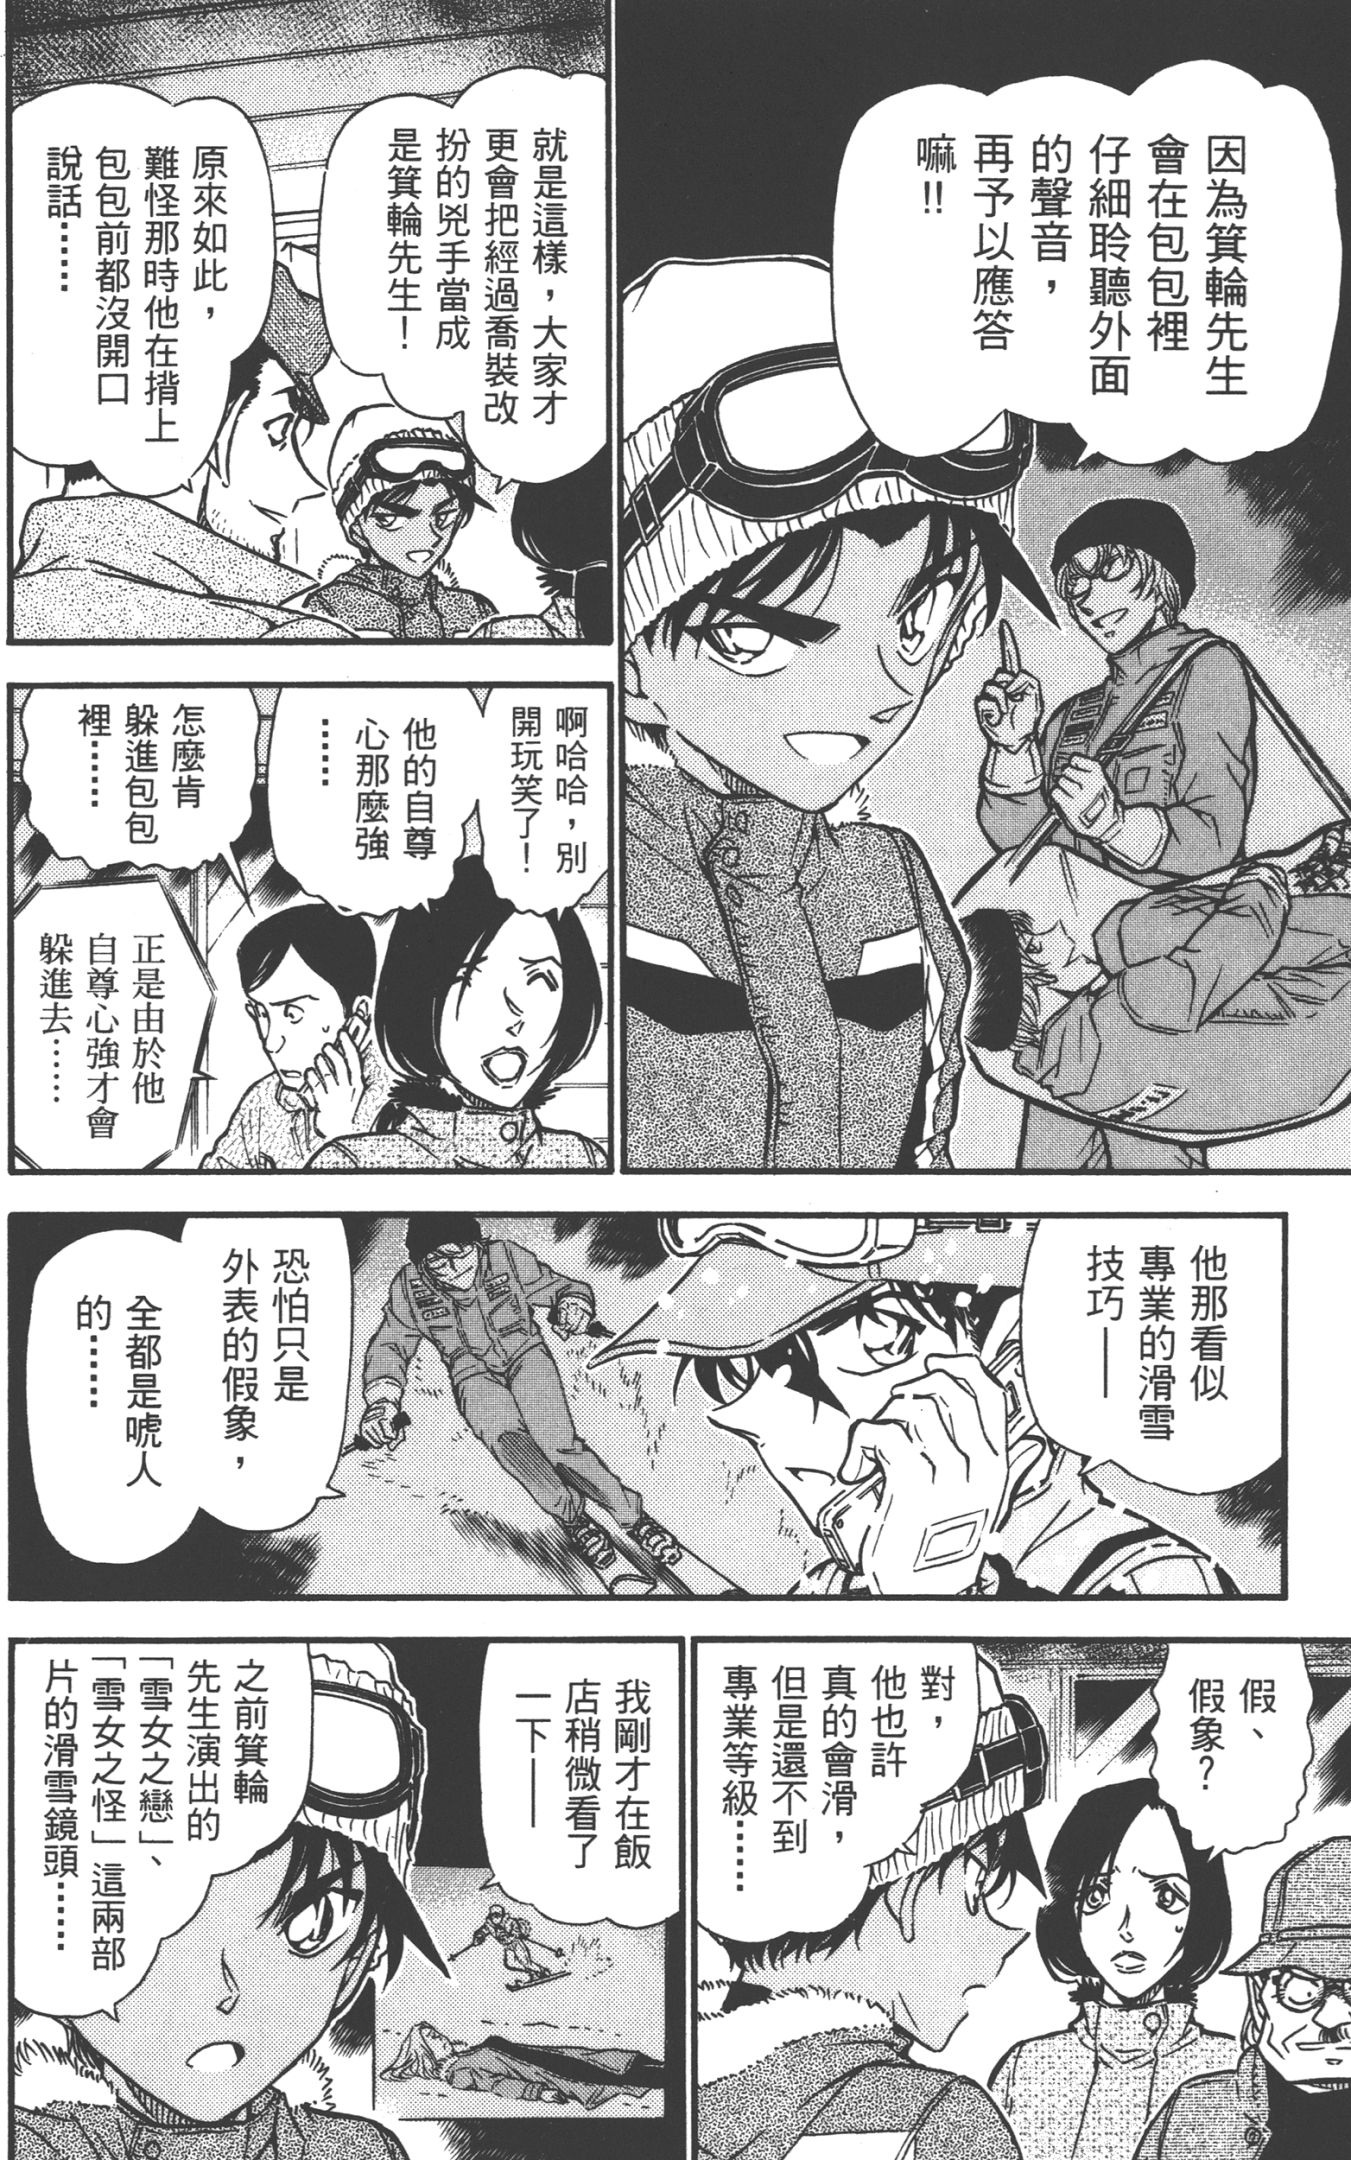 因為箕輪先生
會在包包裡
仔細聆聽外面
的聲音，
再予以應答
嘛!!
就是這樣，大家才
更會把經過喬裝改
扮的兇手當成
是箕輪先生！
原來如此，
難怪那時他在揹上
包包前都沒開口
說話……
啊哈哈，別
開玩笑了！
他的自尊
心那麼強
……
怎麼肯
躲進包包
裡……
正是由於他
自尊心強才會
躲進去……
他那看似
專業的滑雪
技巧——
恐怕只是
外表的假象，
全都是唬人
的……
假、
假象？
對，
他也許
真的會滑，
但是還不到
專業等級……
我剛才在飯
店稍微看了
一下——
之前箕輪
先生演出的
「雪女之戀」、
「雪女之怪」這兩部
片的滑雪鏡頭……